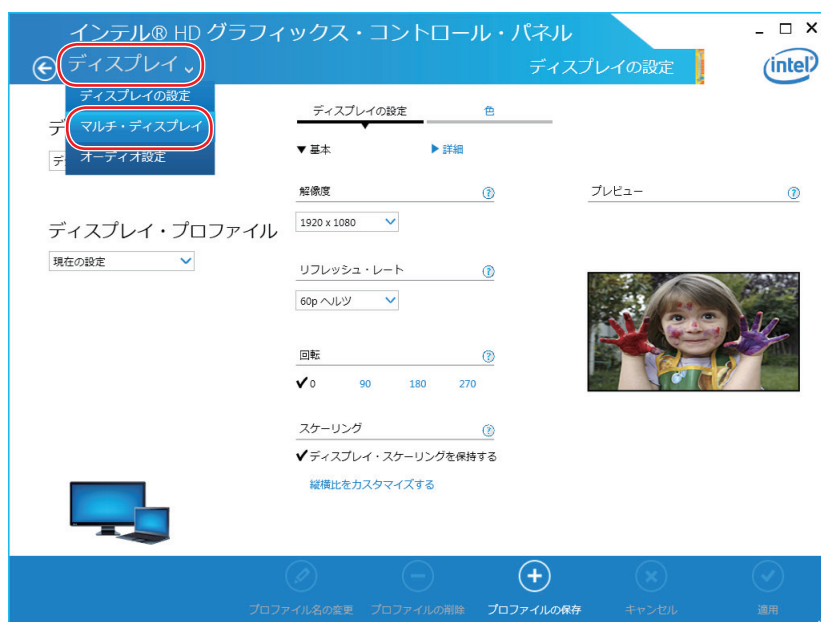 インテル® HD グラフィックス・コントロール・パネル
ディスプレイ
ディスプレイの設定
intel
ディスプレイの設定
マルチ・ディスプレイ
オーディオ設定
デ
デ
ディスプレイ・プロファイル
現在の設定
ディスプレイの設定
色
▼ 基本
▶ 詳細
解像度
?
1920 x 1080
リフレッシュ・レート
?
60p ヘルツ
回転
?
✔0 90 180 270
スケーリング
?
✔ディスプレイ・スケーリングを保持する
縦横比をカスタマイズする
プレビュー
?
プロファイル名の変更
プロファイルの削除
プロファイルの保存
キャンセル
適用